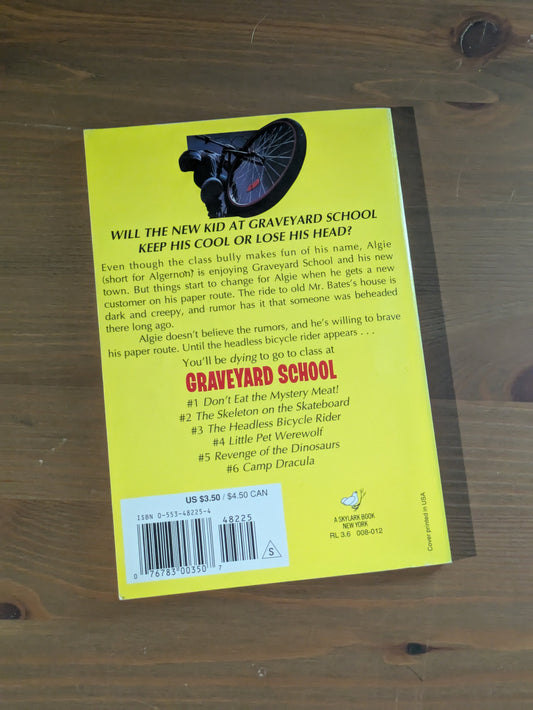 WILL THE NEW KID AT GRAVEYARD SCHOOL
KEEP HIS COOL OR LOSE HIS HEAD?
Even though the class bully makes fun of his name, Algie
(short for Algernon) is enjoying Graveyard School and his new
town. But things start to change for Algie when he gets a new
customer on his paper route. The ride to old Mr. Bates's house is
dark and creepy, and rumor has it that someone was beheaded
there long ago.
Algie doesn't believe the rumors, and he's willing to brave
his paper route. Until the headless bicycle rider appears . . .
You'll be dying to go to class at
GRAVEYARD SCHOOL
#1 Don't Eat the Mystery Meat!
#2 The Skeleton on the Skateboard
#3 The Headless Bicycle Rider
#4 Little Pet Werewolf
#5 Revenge of the Dinosaurs
#6 Camp Dracula
US $3.50 / $4.50 CAN
ISBN 0-553-48225-4
48225
S
0 76783 00350 7
A SKYLARK BOOK
NEW YORK
RL 3.6 008-012
Cover printed in USA